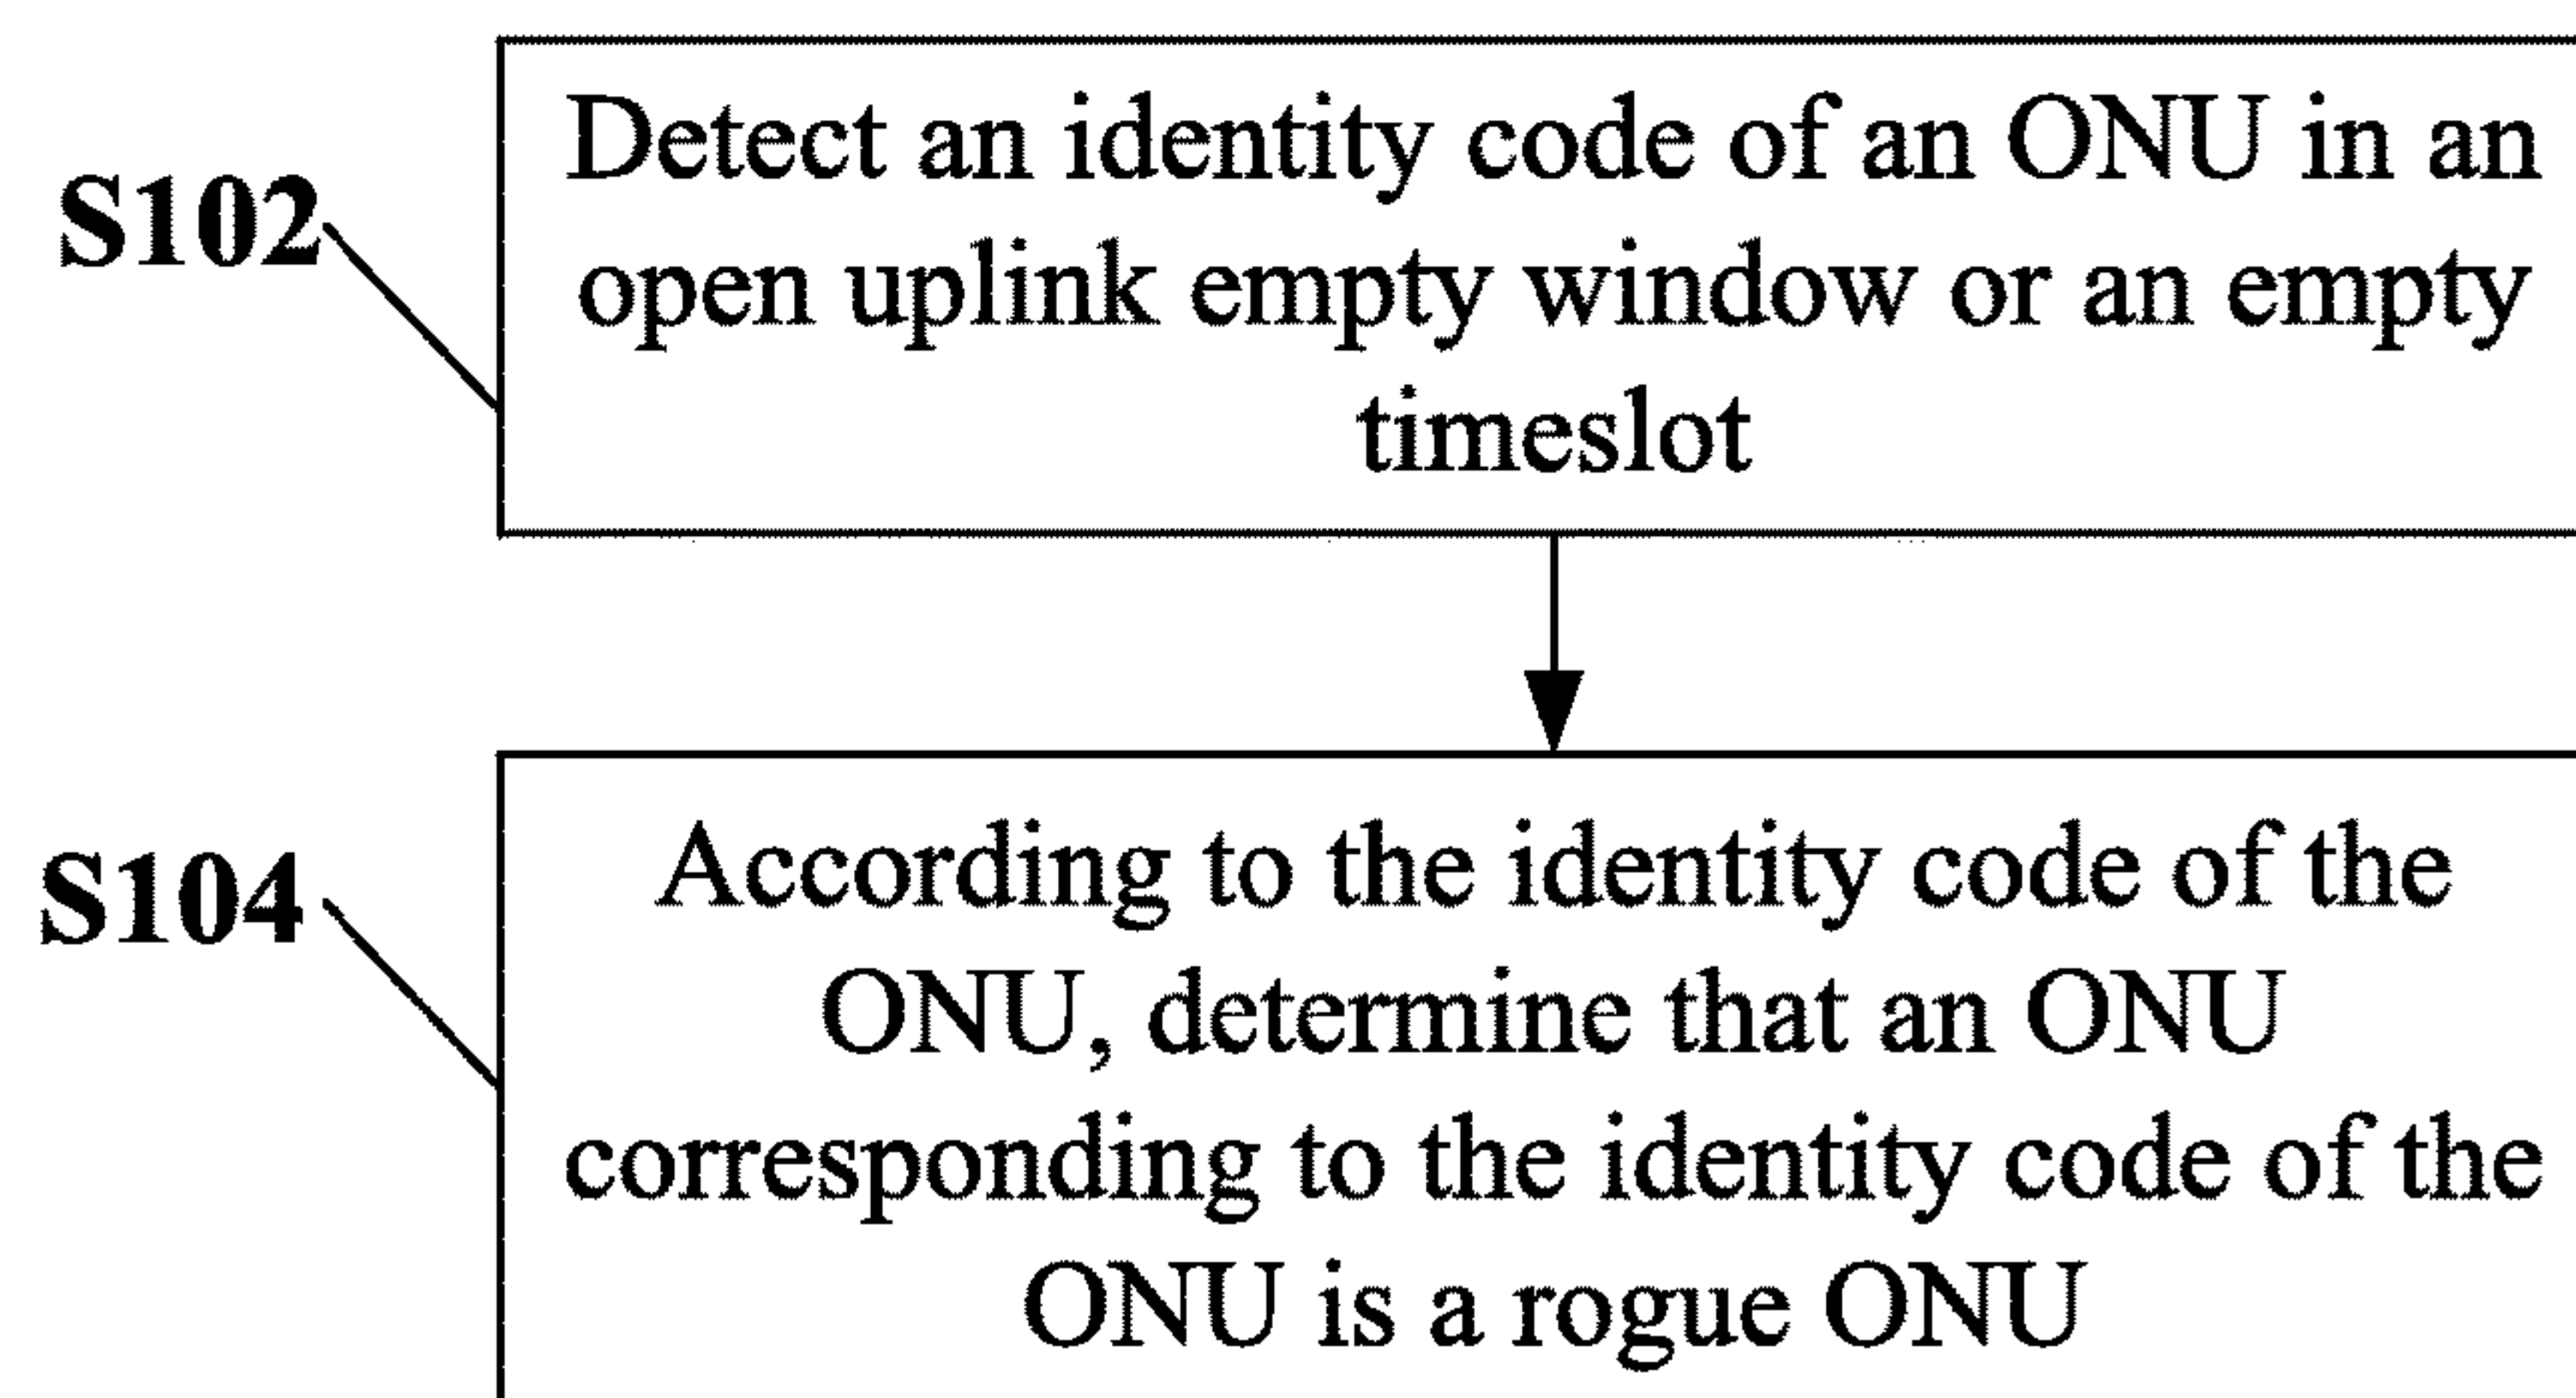 Detect an identity code of an ONU in an
S102
open uplink empty window or an empty
timeslot
According to the identity code of the
S104
ONU, determine that an ONU
corresponding to the identity code of the
ONU is a rogue ONU